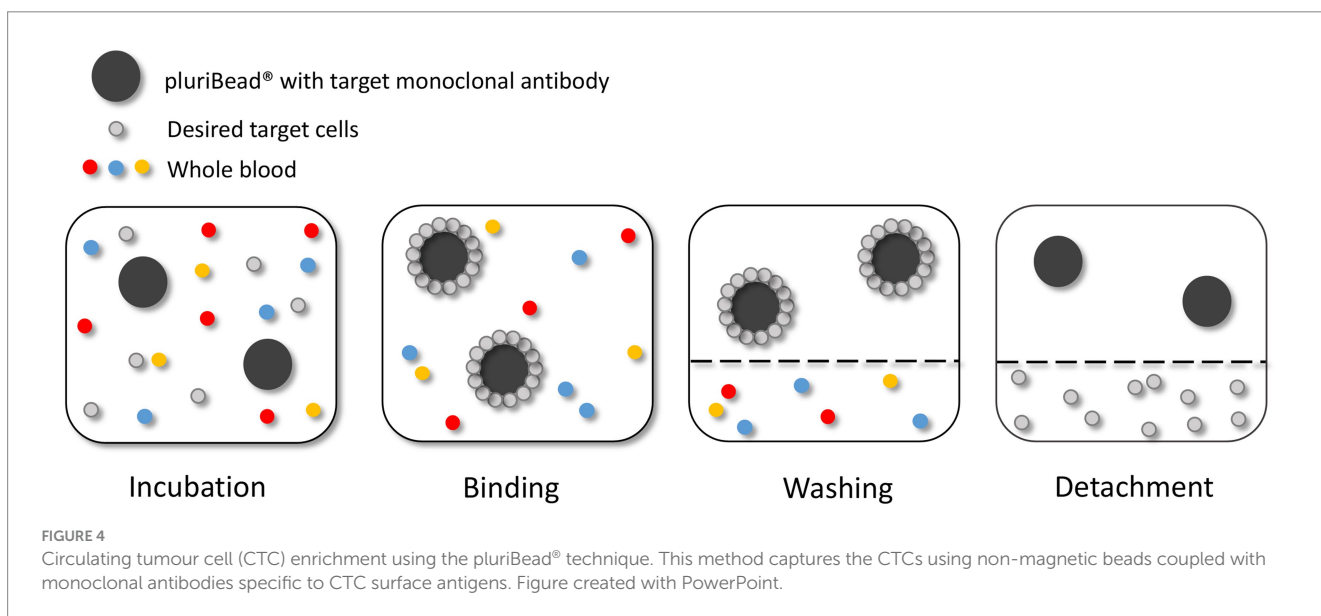 pluriBead® with target monoclonal antibody
Desired target cells
Whole blood
Incubation
Binding
Washing
Detachment
FIGURE 4
Circulating tumour cell (CTC) enrichment using the pluriBead® technique. This method captures the CTCs using non-magnetic beads coupled with
monoclonal antibodies specific to CTC surface antigens. Figure created with PowerPoint.